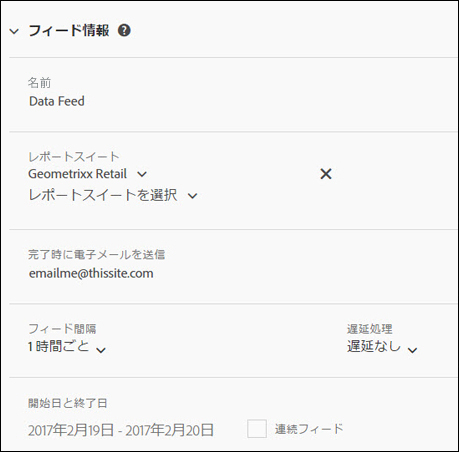 フィード情報 ?
名前
Data Feed
レポートスイート
Geometrixx Retail
レポートスイートを選択
完了時に電子メールを送信
emailme@thissite.com
フィード間隔 遅延処理
1 時間ごと 遅延なし
開始日と終了日
2017年2月19日 - 2017年2月20日 連続フィード